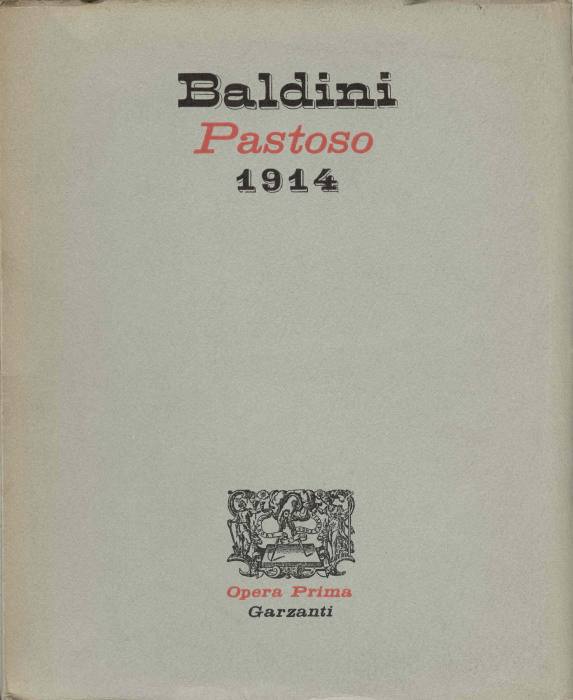 Baldini
Pastoso
1914
Opera Prima
Garzanti